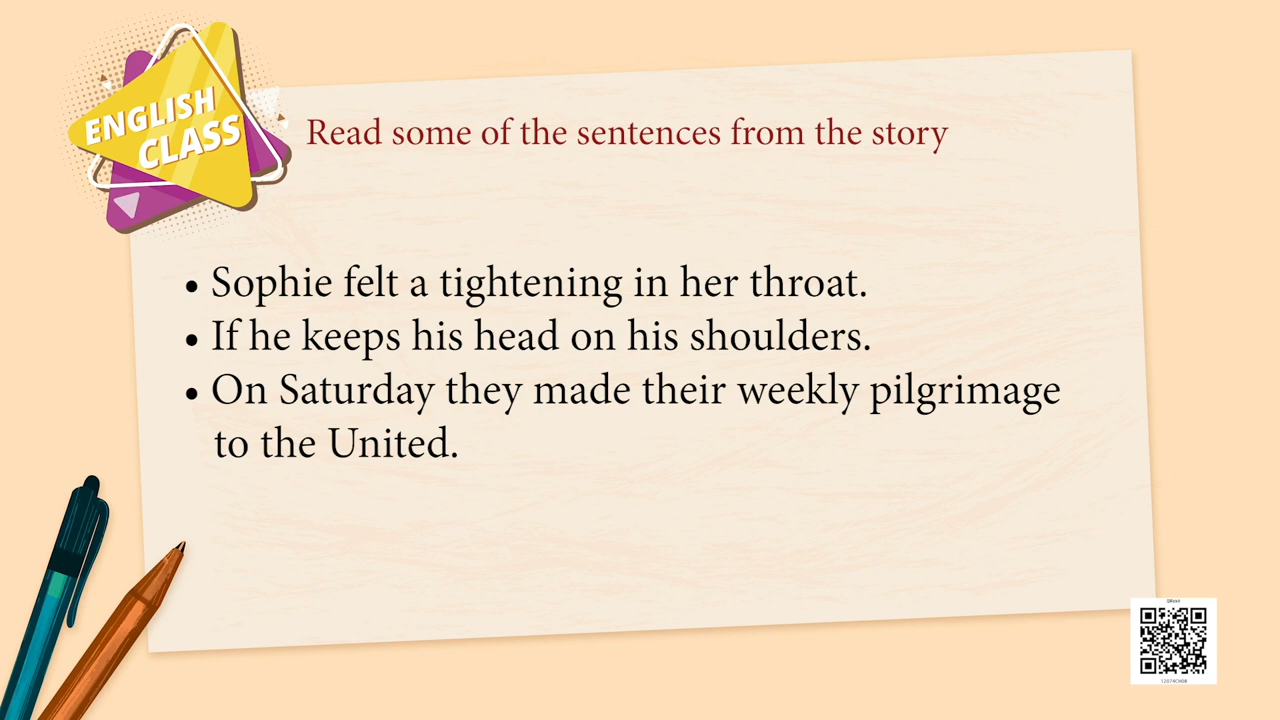 ENGLISH
CLASS
Read some of the sentences from the story
• Sophie felt a tightening in her throat.
• If he keeps his head on his shoulders.
• On Saturday they made their weekly pilgrimage
to the United.
12074CH08